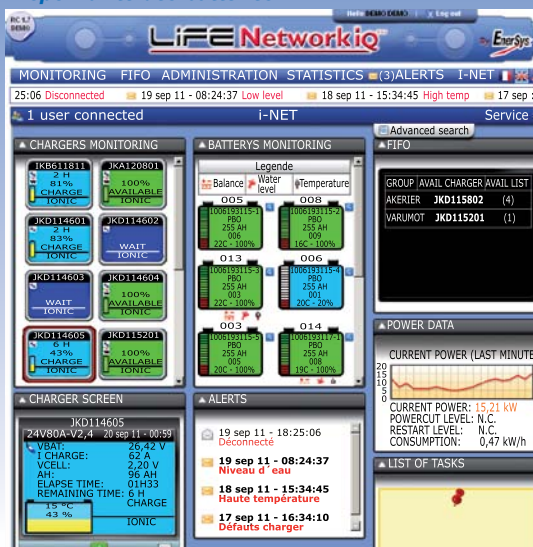 RC 1.7
DEMO
Hello DEMO DEMO | x Log out
LiFE Networkiq
by EnerSys
MONITORING FIFO ADMINISTRATION STATISTICS (3)ALERTS I-NET
25:06 Disconnected 19 sep 11 - 08:24:37 Low level 18 sep 11 - 15:34:45 High temp 17 sep
1 user connected i-NET Service
Advanced search
CHARGERS MONITORING
JKB611811
2 H
81%
CHARGE
IONIC
JKA120801
100%
AVAILABLE
IONIC
JKD114601
2 H
83%
CHARGE
IONIC
JKD114602
WAIT
IONIC
JKD114603
WAIT
IONIC
JKD114604
100%
AVAILABLE
IONIC
JKD114605
6 H
43%
CHARGE
IONIC
JKD115201
100%
AVAILABLE
IONIC
BATTERYS MONITORING
Legende
Balance Water level Temperature
005
1006193115-1
PBO
255 AH
006
22C - 100%
008
1006193115-2
PBO
255 AH
009
16C - 100%
013
1006193115-3
PBO
255 AH
003
22C - 100%
006
1006193115-4
PBO
255 AH
001
20C - 20%
003
1006193115-5
PBO
255 AH
005
20C - 100%
014
1006193117-1
PBO
255 AH
008
19C - 100%
FIFO
GROUP AVAIL CHARGER AVAIL LIST
AKERIER JKD115802 (4)
VARUMOT JKD115201 (1)
POWER DATA
CURRENT POWER (LAST MINUTE
20
15
10
5
0
CURRENT POWER: 15,21 kW
POWERCUT LEVEL: N.C.
RESTART LEVEL: N.C.
CONSUMPTION: 0,47 kW/h
CHARGER SCREEN
JKD114605
24V80A-V2,4 20 sep 11 - 00:59
VBAT: 26,42 V
I CHARGE: 62 A
VCELL: 2,20 V
AH: 96 AH
ELAPSE TIME: 01H33
REMAINING TIME: 6 H
CHARGE
15 °C
43 %
IONIC
ALERTS
19 sep 11 - 18:25:06
Déconnecté
19 sep 11 - 08:24:37
Niveau d´eau
18 sep 11 - 15:34:45
Haute température
17 sep 11 - 16:34:10
Défauts charger
LIST OF TASKS